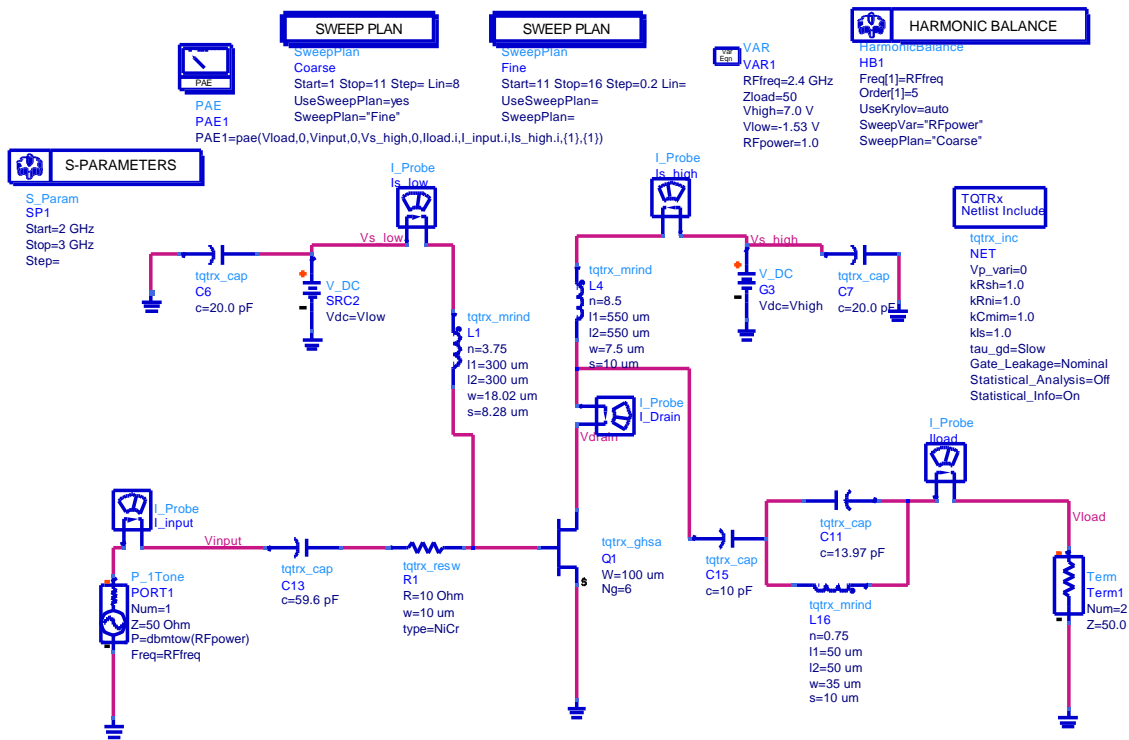 SWEEP PLAN
SweepPlan
Coarse
Start=1 Stop=11 Step= Lin=8
UseSweepPlan=yes
SweepPlan="Fine"
SWEEP PLAN
SweepPlan
Fine
Start=11 Stop=16 Step=0.2 Lin=
UseSweepPlan=
SweepPlan=
Var
Eqn
VAR
VAR1
RFfreq=2.4 GHz
Zload=50
Vhigh=7.0 V
Vlow=-1.53 V
RFpower=1.0
HARMONIC BALANCE
HarmonicBalance
HB1
Freq[1]=RFfreq
Order[1]=5
UseKrylov=auto
SweepVar="RFpower"
SweepPlan="Coarse"
PAE
PAE
PAE1
PAE1=pae(Vload,0,Vinput,0,Vs_high,0,Iload.i,I_input.i,Is_high.i,{1},{1})
S-PARAMETERS
S_Param
SP1
Start=2 GHz
Stop=3 GHz
Step=
I_Probe
Is_low
Vs_low
tqtrx_cap
C6
c=20.0 pF
V_DC
SRC2
Vdc=Vlow
tqtrx_mrind
L1
n=3.75
l1=300 um
l2=300 um
w=18.02 um
s=8.28 um
I_Probe
Is_high
Vs_high
tqtrx_mrind
L4
n=8.5
l1=550 um
l2=550 um
w=7.5 um
s=10 um
V_DC
G3
Vdc=Vhigh
tqtrx_cap
C7
c=20.0 pF
TQTRx
Netlist Include
tqtrx_inc
NET
Vp_vari=0
kRsh=1.0
kRni=1.0
kCmim=1.0
kls=1.0
tau_gd=Slow
Gate_Leakage=Nominal
Statistical_Analysis=Off
Statistical_Info=On
I_Probe
I_Drain
Vdrain
I_Probe
Iload
I_Probe
I_input
Vinput
tqtrx_cap
C13
c=59.6 pF
tqtrx_resw
R1
R=10 Ohm
w=10 um
type=NiCr
tqtrx_ghsa
Q1
W=100 um
Ng=6
S
tqtrx_cap
C15
c=10 pF
tqtrx_cap
C11
c=13.97 pF
tqtrx_mrind
L16
n=0.75
l1=50 um
l2=50 um
w=35 um
s=10 um
Vload
Term
Term1
Num=2
Z=50.0
P_1Tone
PORT1
Num=1
Z=50 Ohm
P=dbmtow(RFpower)
Freq=RFfreq